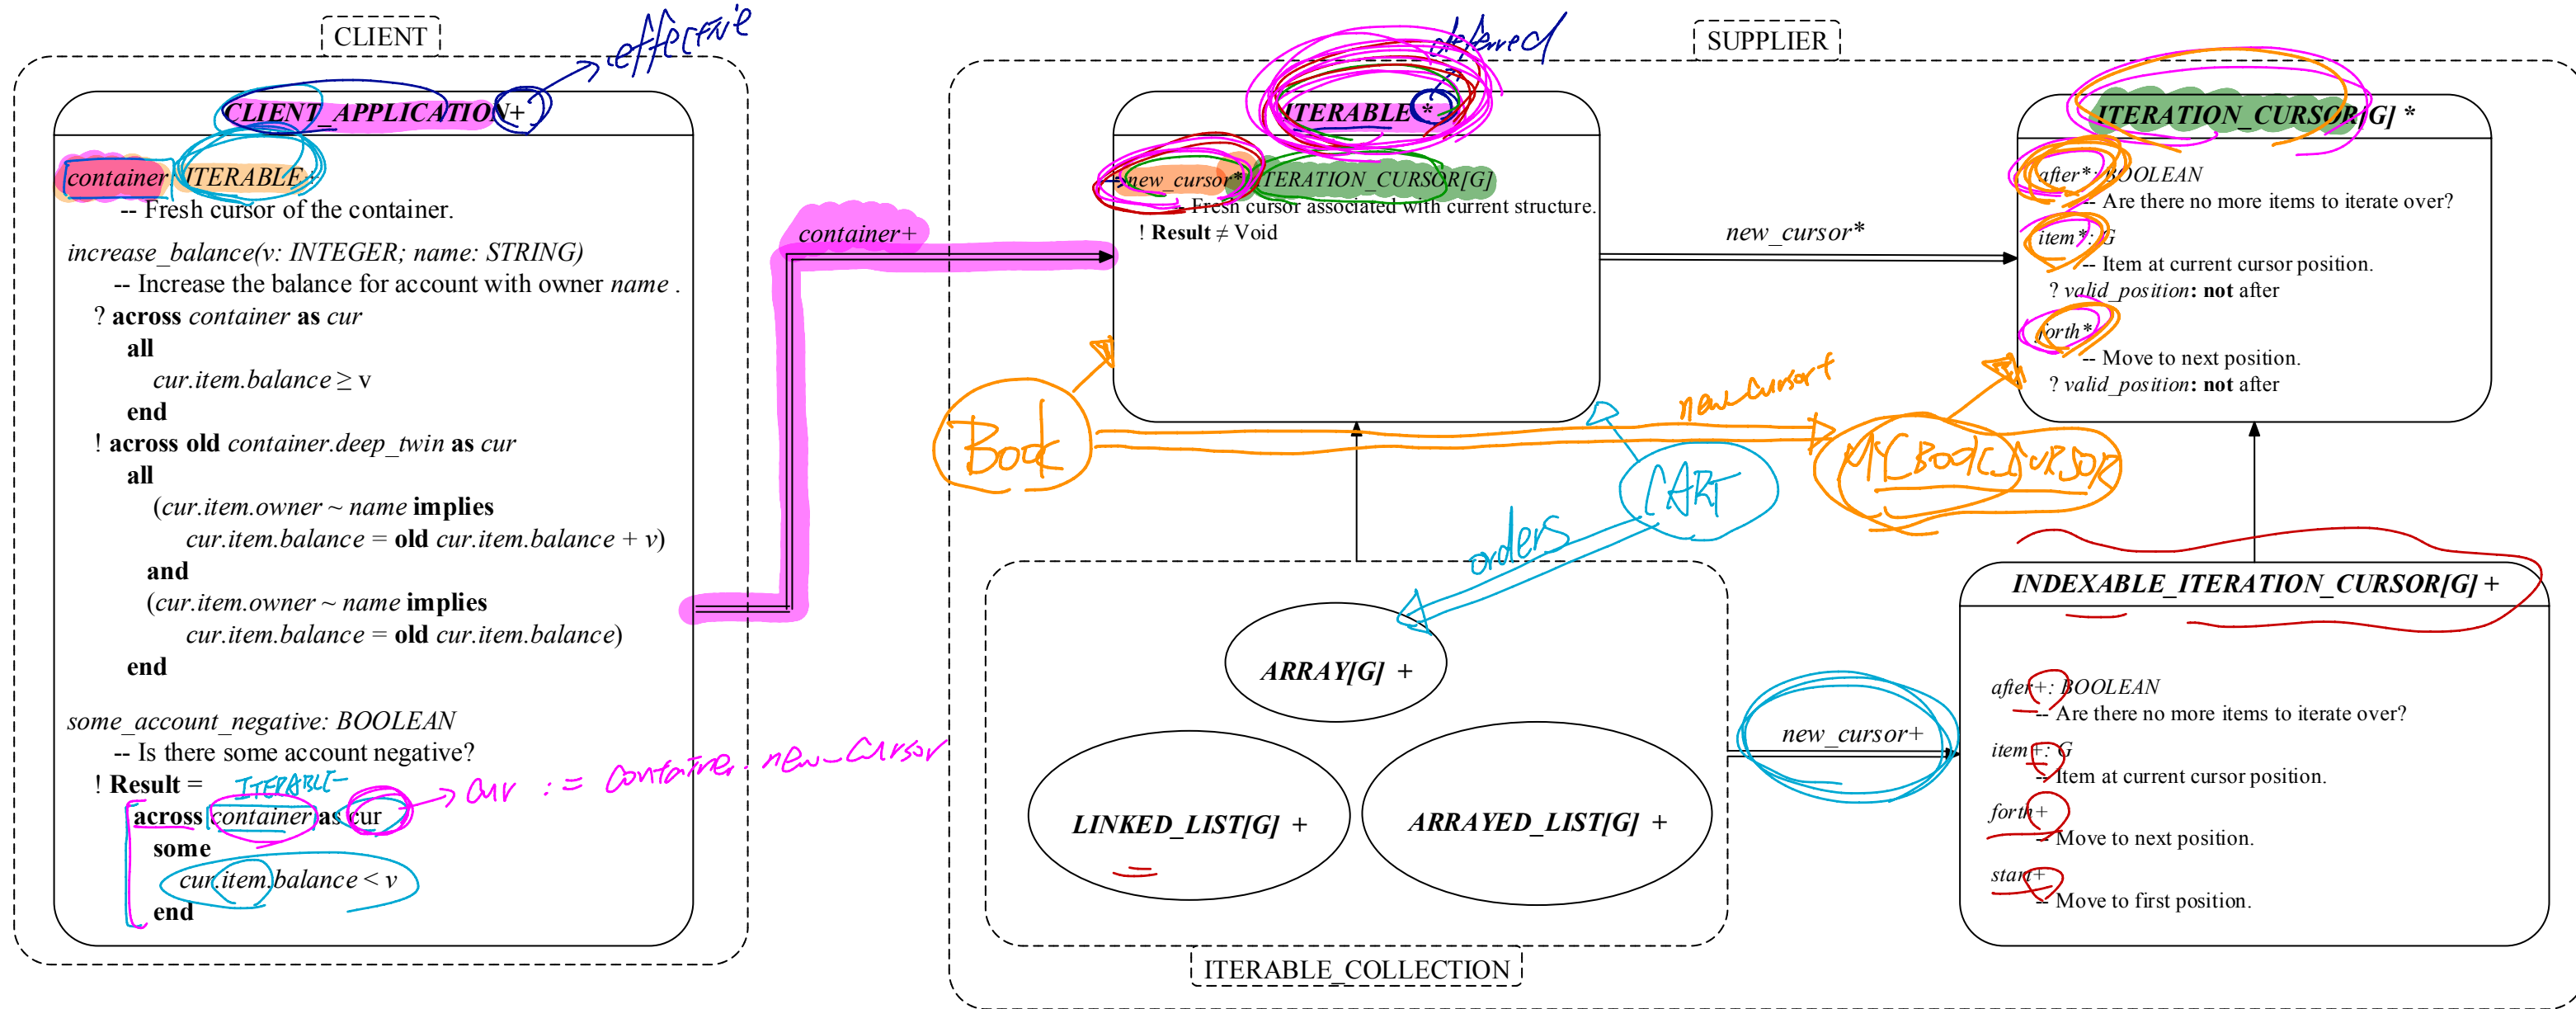 CLIENT
effective
CLIENT_APPLICATION+
container: ITERABLE+
-- Fresh cursor of the container.
increase_balance(v: INTEGER; name: STRING)
-- Increase the balance for account with owner name .
? across container as cur
all
cur.item.balance ≥ v
end
! across old container.deep_twin as cur
all
(cur.item.owner ~ name implies
cur.item.balance = old cur.item.balance + v)
and
(cur.item.owner ~ name implies
cur.item.balance = old cur.item.balance)
end
some_account_negative: BOOLEAN
-- Is there some account negative?
! Result =
ITERABLE
across container as cur
cur := container.new_cursor
some
cur.item.balance < v
end
container+
SUPPLIER
deferred
ITERABLE *
new_cursor*: ITERATION_CURSOR[G]
-- Fresh cursor associated with current structure.
! Result ≠ Void
new_cursor*
ITERATION_CURSOR[G] *
after*: BOOLEAN
-- Are there no more items to iterate over?
item*: G
-- Item at current cursor position.
? valid_position: not after
forth*
-- Move to next position.
? valid_position: not after
Book
new_cursor+
MY_BOOK_CURSOR
CART
orders
ARRAY[G] +
LINKED_LIST[G] +
ARRAYED_LIST[G] +
ITERABLE_COLLECTION
new_cursor+
INDEXABLE_ITERATION_CURSOR[G] +
after+: BOOLEAN
-- Are there no more items to iterate over?
item+: G
-- Item at current cursor position.
forth+
-- Move to next position.
start+
-- Move to first position.